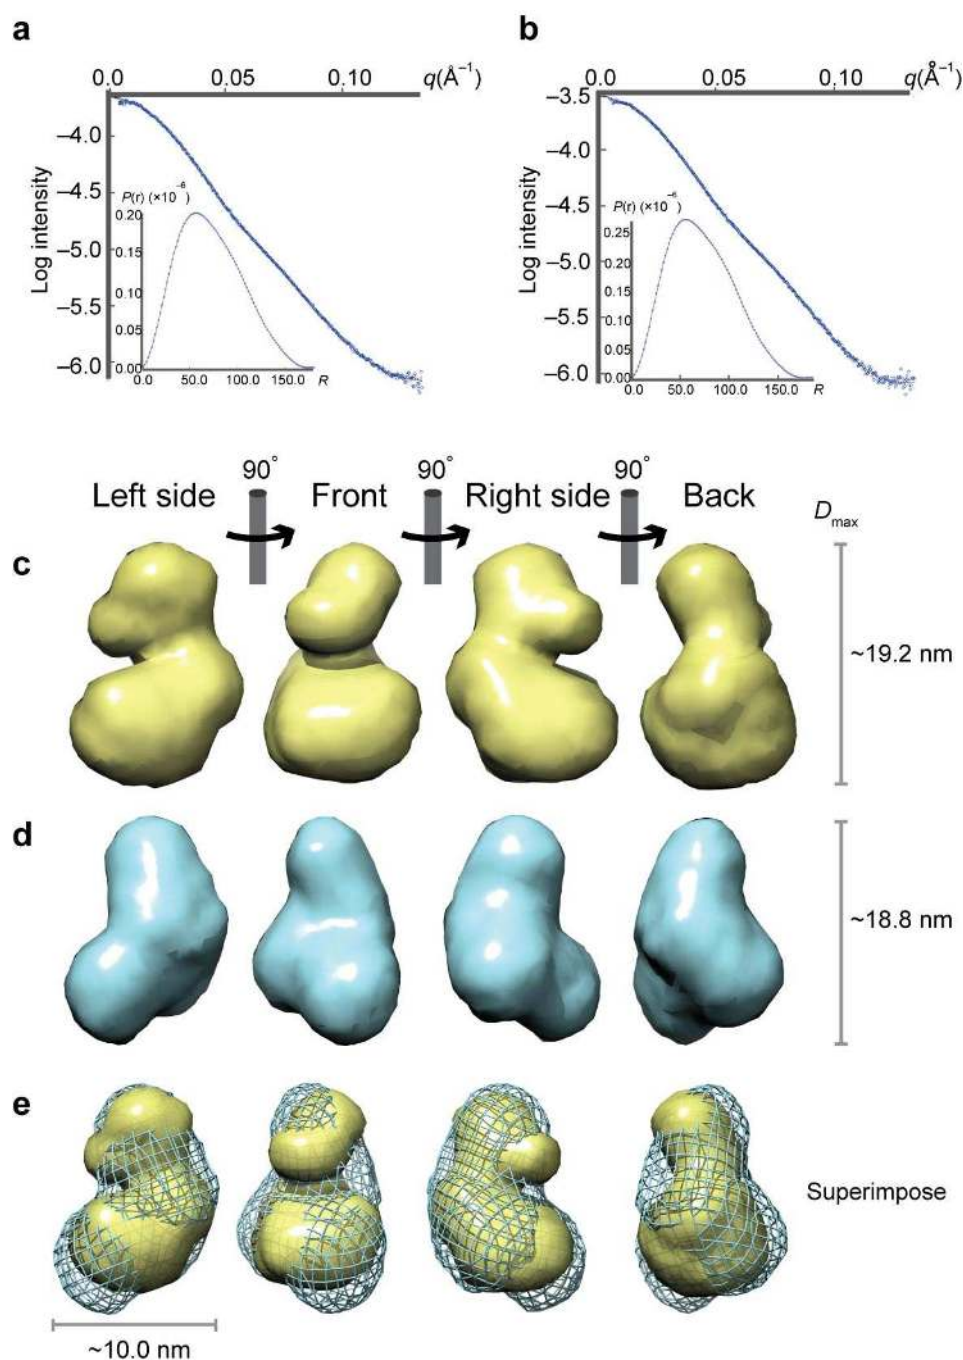 a
0.0 0.05 0.10 q(Å⁻¹)
–4.0
–4.5
–5.0
–5.5
–6.0
Log intensity
P(r) (×10⁻⁶)
0.20
0.15
0.10
0.05
0.00
0.0 50.0 100.0 150.0 R
b
0.0 0.05 0.10 q(Å⁻¹)
–3.5
–4.0
–4.5
–5.0
–5.5
–6.0
Log intensity
P(r) (×10⁻⁶)
0.25
0.20
0.15
0.10
0.05
0.00
0.0 50.0 100.0 150.0 R
90° 90° 90°
Left side Front Right side Back
Dmax
c
~19.2 nm
d
~18.8 nm
e
Superimpose
~10.0 nm